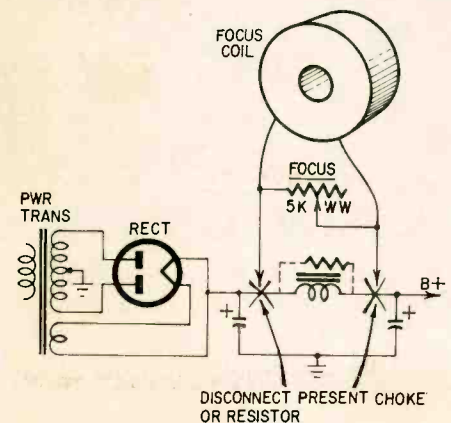 FOCUS
COIL
FOCUS
5K WW
PWR
TRANS
RECT
B+
+
+
DISCONNECT PRESENT CHOKE
OR RESISTOR